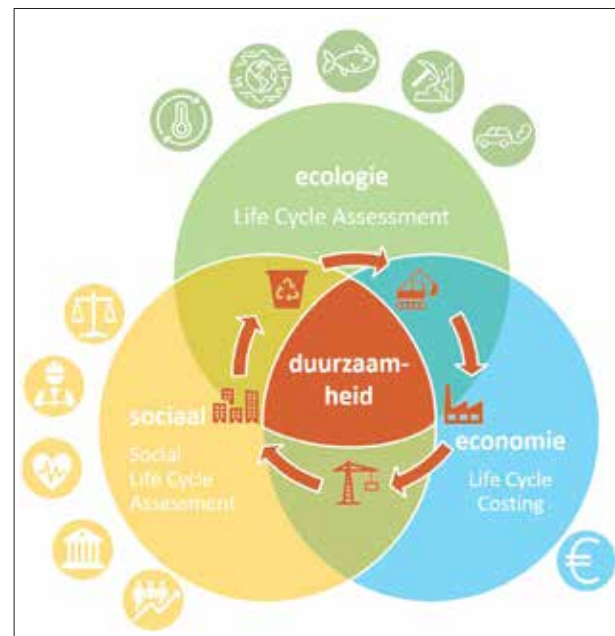 ecologie
Life Cycle Assessment
duurzaam-
heid
sociaal
Social
Life Cycle
Assessment
economie
Life Cycle
Costing
€